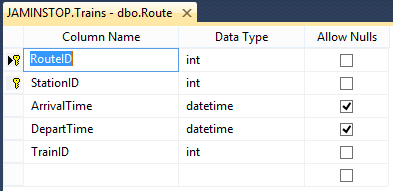 JAMINSTOP.Trains - dbo.Route
Column Name Data Type Allow Nulls
RouteID int
StationID int
ArrivalTime datetime
DepartTime datetime
TrainID int